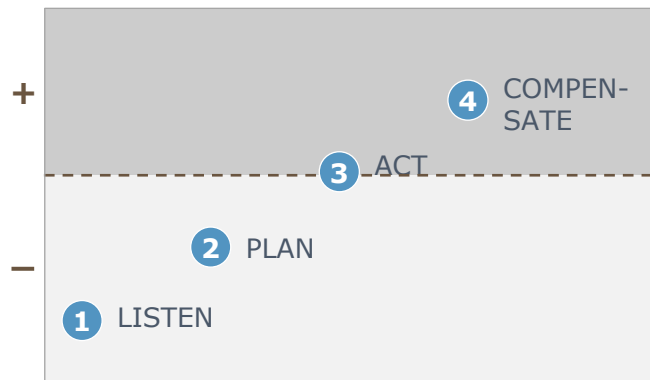 +
4 COMPEN-
SATE
3 ACT
2 PLAN
–
1 LISTEN